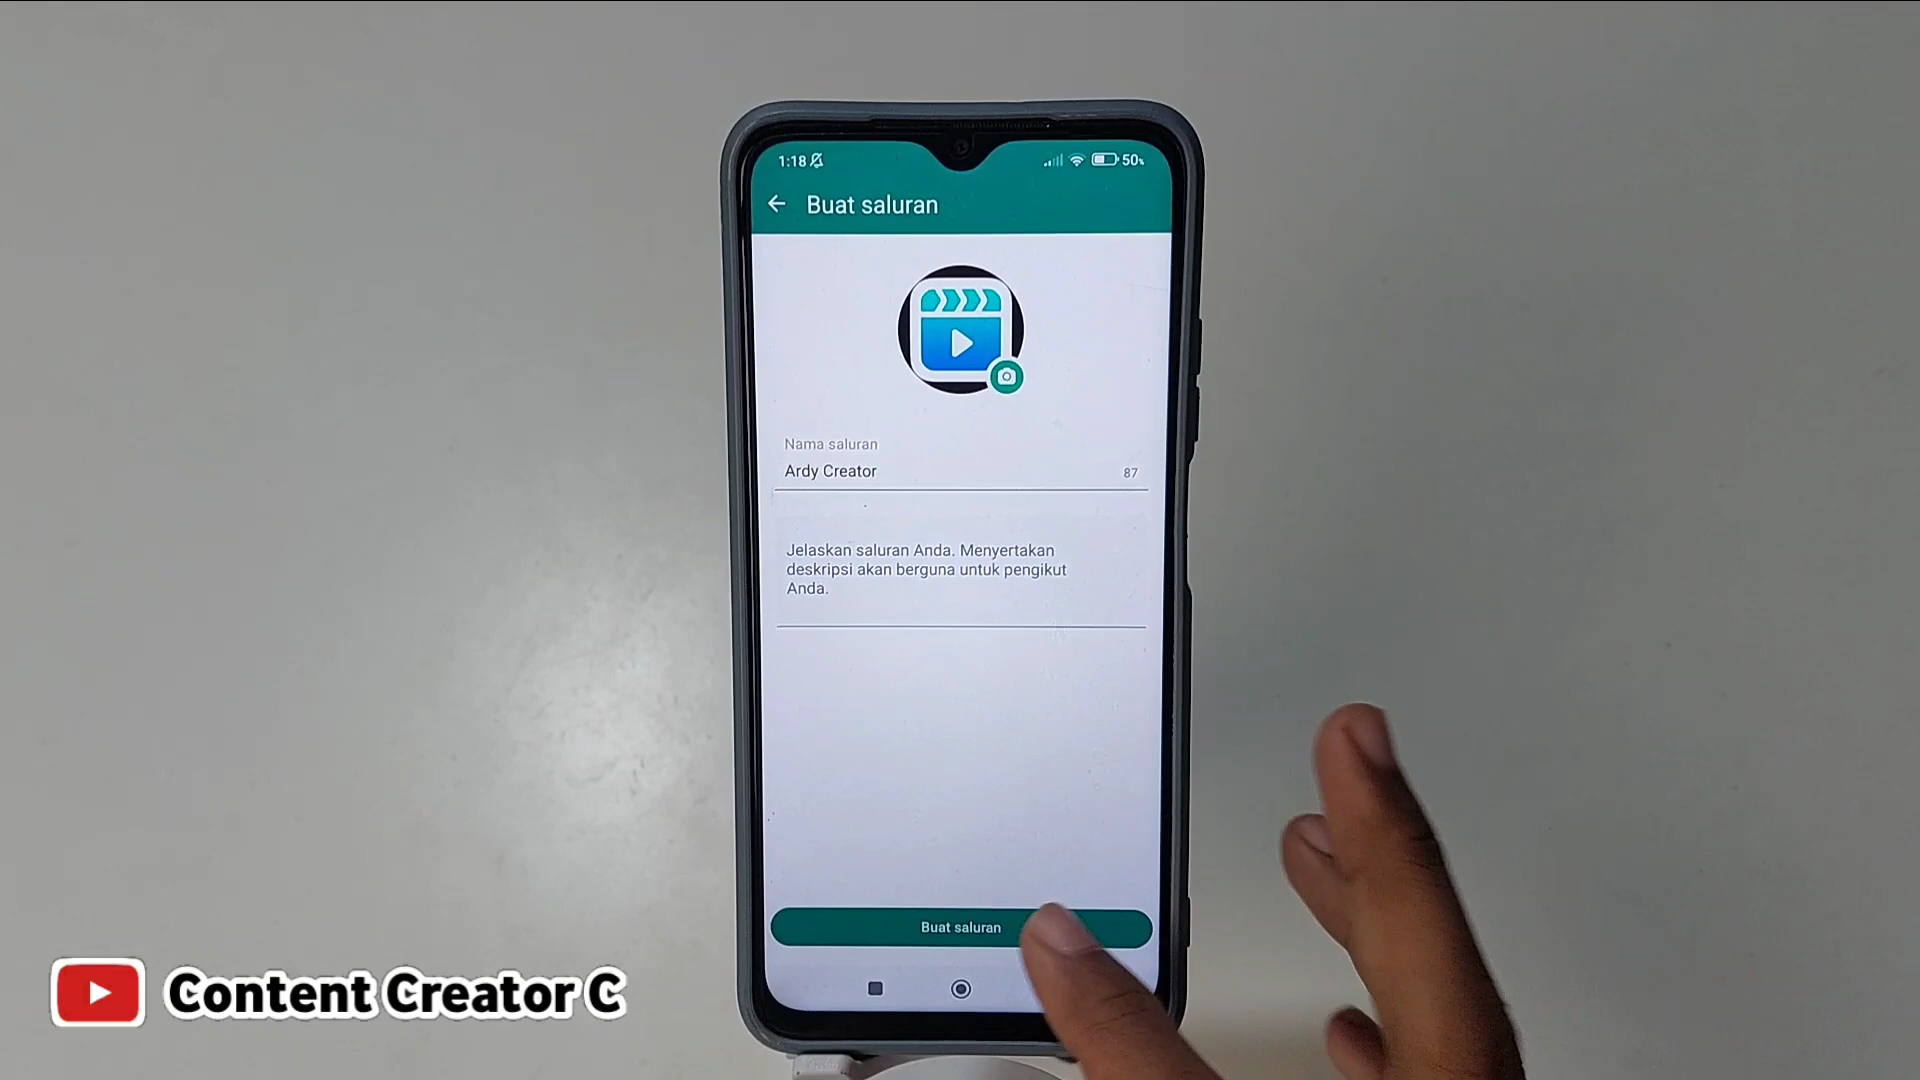 1:18
50%
Buat saluran
Nama saluran
Ardy Creator
87
Jelaskan saluran Anda. Menyertakan
deskripsi akan berguna untuk pengikut
Anda.
Buat saluran
Content Creator C